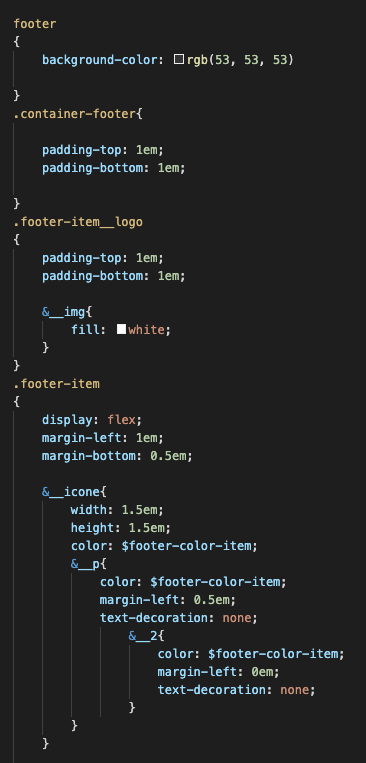 footer
{
background-color: rgb(53, 53, 53)
}
.container-footer{
padding-top: 1em;
padding-bottom: 1em;
}
.footer-item__logo
{
padding-top: 1em;
padding-bottom: 1em;
&__img{
fill: white;
}
}
.footer-item
{
display: flex;
margin-left: 1em;
margin-bottom: 0.5em;
&__icone{
width: 1.5em;
height: 1.5em;
color: $footer-color-item;
&__p{
color: $footer-color-item;
margin-left: 0.5em;
text-decoration: none;
&__2{
color: $footer-color-item;
margin-left: 0em;
text-decoration: none;
}
}
}